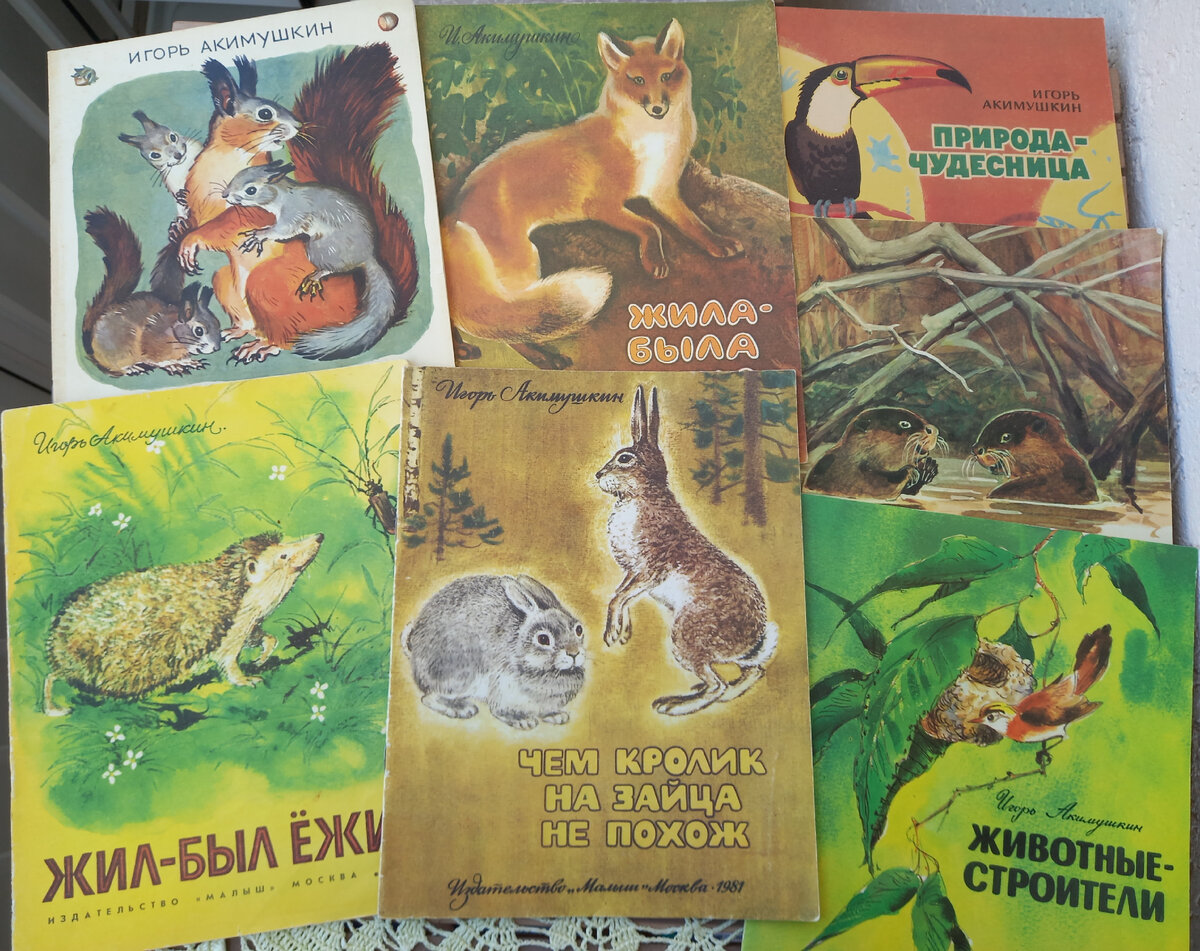 ИГОРЬ АКИМУШКИН
И. Акимушкин
ЖИЛА-
БЫЛА
ИГОРЬ
АКИМУШКИН
ПРИРОДА-
ЧУДЕСНИЦА
Игорь Акимушкин.
ЖИЛ-БЫЛ ЁЖИ
ИЗДАТЕЛЬСТВО «МАЛЫШ» МОСКВА •
Игорь Акимушкин
ЧЕМ КРОЛИК
НА ЗАЙЦА
НЕ ПОХОЖ
Издательство „Малыш" Москва · 1981
Игорь Акимушкин
ЖИВОТНЫЕ-
СТРОИТЕЛИ